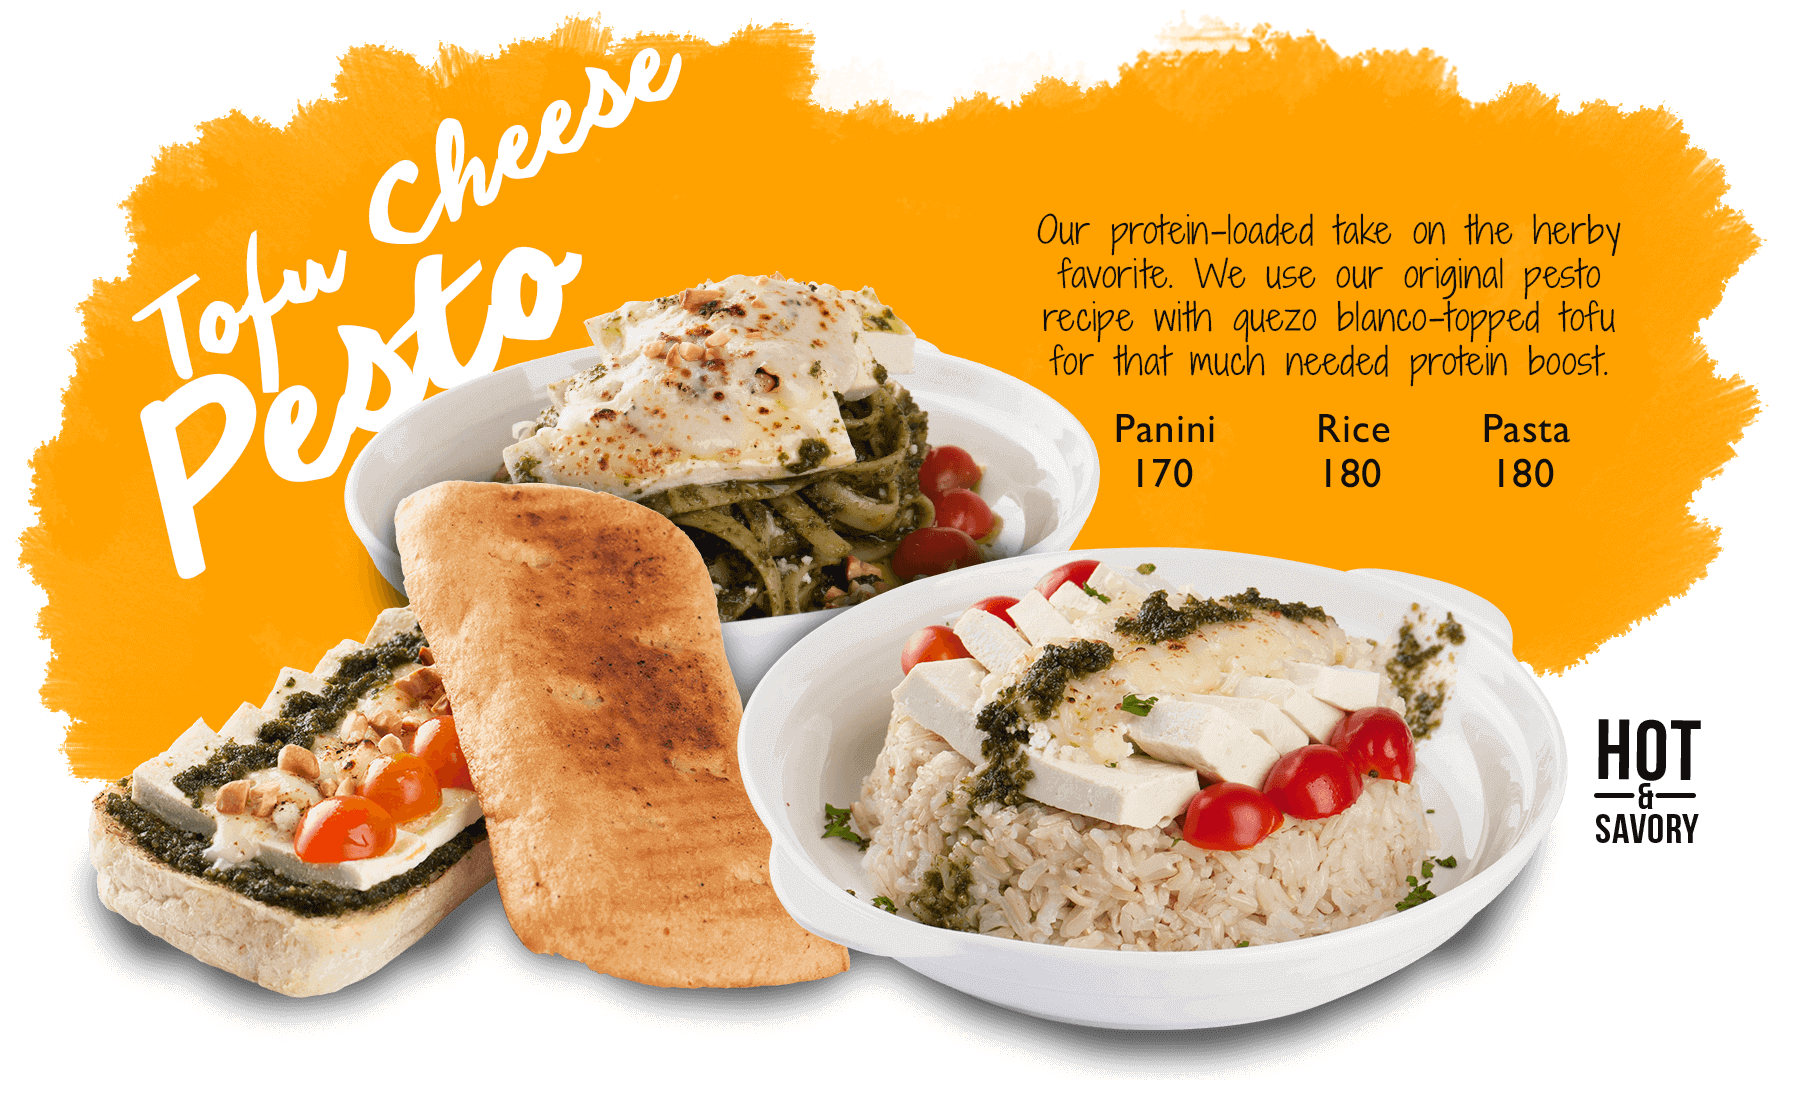 Tofu Cheese
Pesto
Our protein-loaded take on the herby
favorite. We use our original pesto
recipe with quezo blanco-topped tofu
for that much needed protein boost.
Panini Rice Pasta
170 180 180
HOT
&
SAVORY